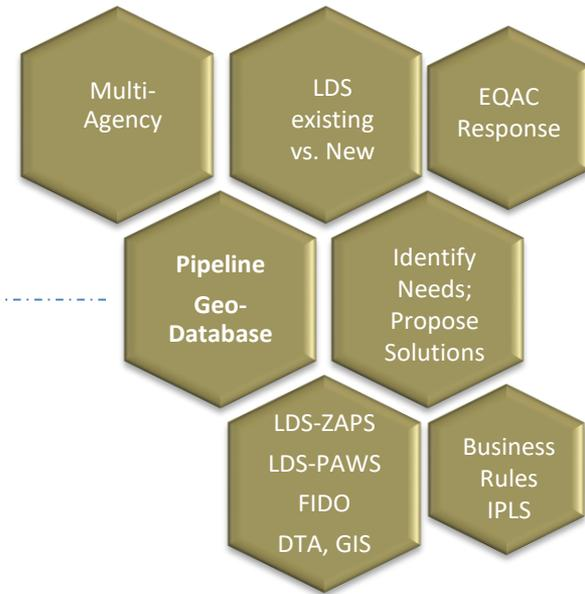 Multi-
Agency
LDS
existing
vs. New
EQAC
Response
Pipeline
Geo-
Database
Identify
Needs;
Propose
Solutions
LDS-ZAPS
LDS-PAWS
FIDO
DTA, GIS
Business
Rules
IPLS